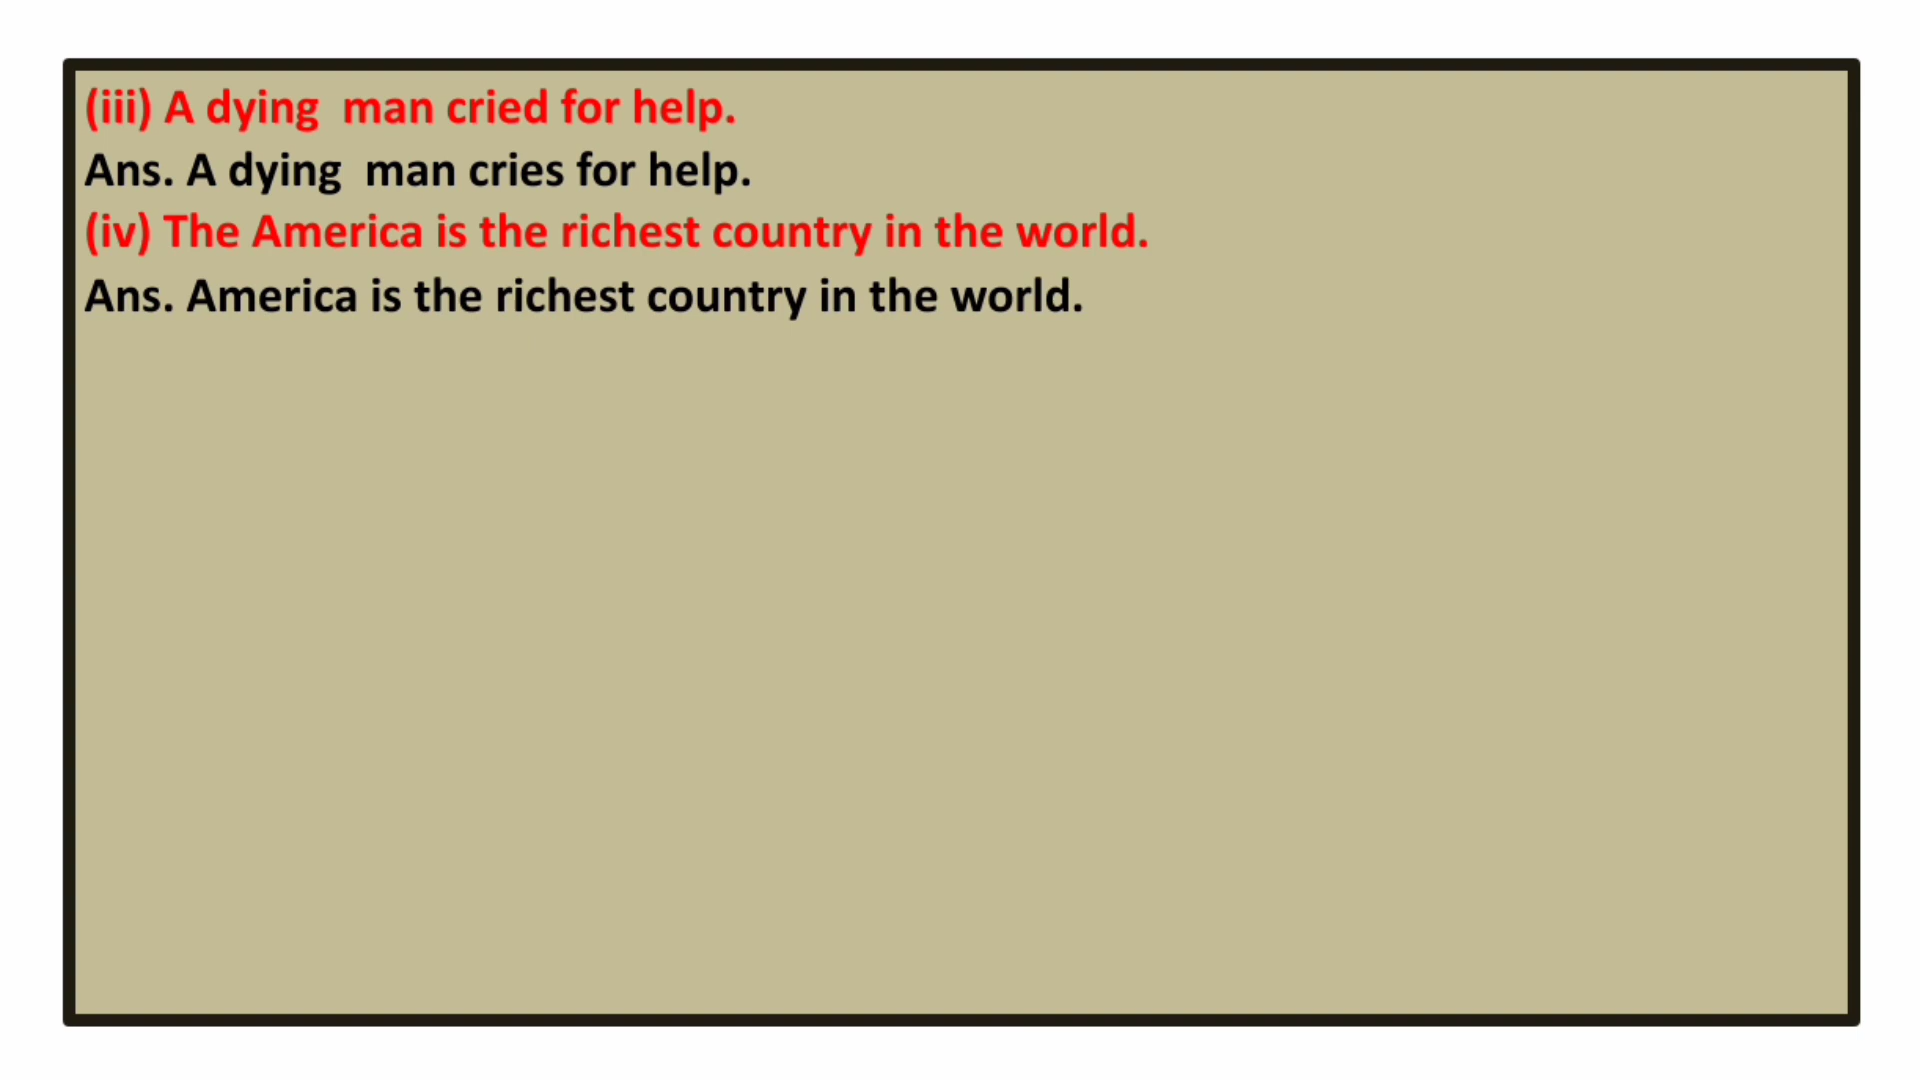 (iii) A dying  man cried for help.
Ans. A dying  man cries for help.
(iv) The America is the richest country in the world.
Ans. America is the richest country in the world.